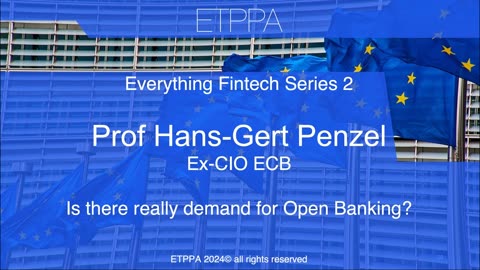 ETPPA
Everything Fintech Series 2
Prof Hans-Gert Penzel
Ex-CIO ECB
Is there really demand for Open Banking?
ETPPA 2024© all rights reserved